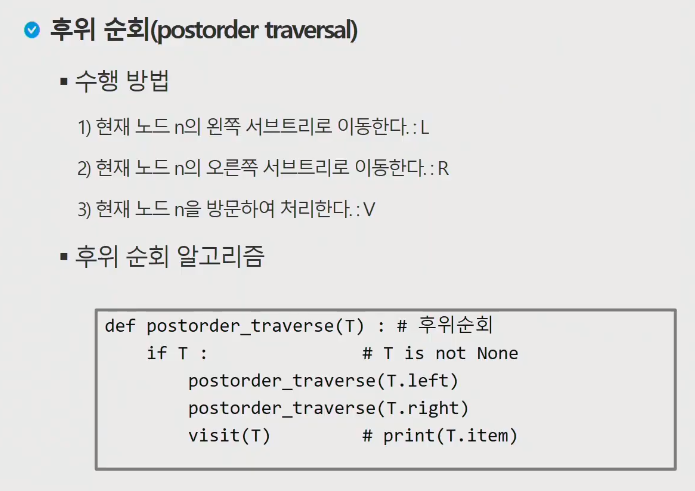 후위 순회(postorder traversal)
▪ 수행 방법
1) 현재 노드 n의 왼쪽 서브트리로 이동한다. : L
2) 현재 노드 n의 오른쪽 서브트리로 이동한다. : R
3) 현재 노드 n을 방문하여 처리한다. : V
▪ 후위 순회 알고리즘
def postorder_traverse(T) : # 후위순회
    if T :               # T is not None
        postorder_traverse(T.left)
        postorder_traverse(T.right)
        visit(T)         # print(T.item)